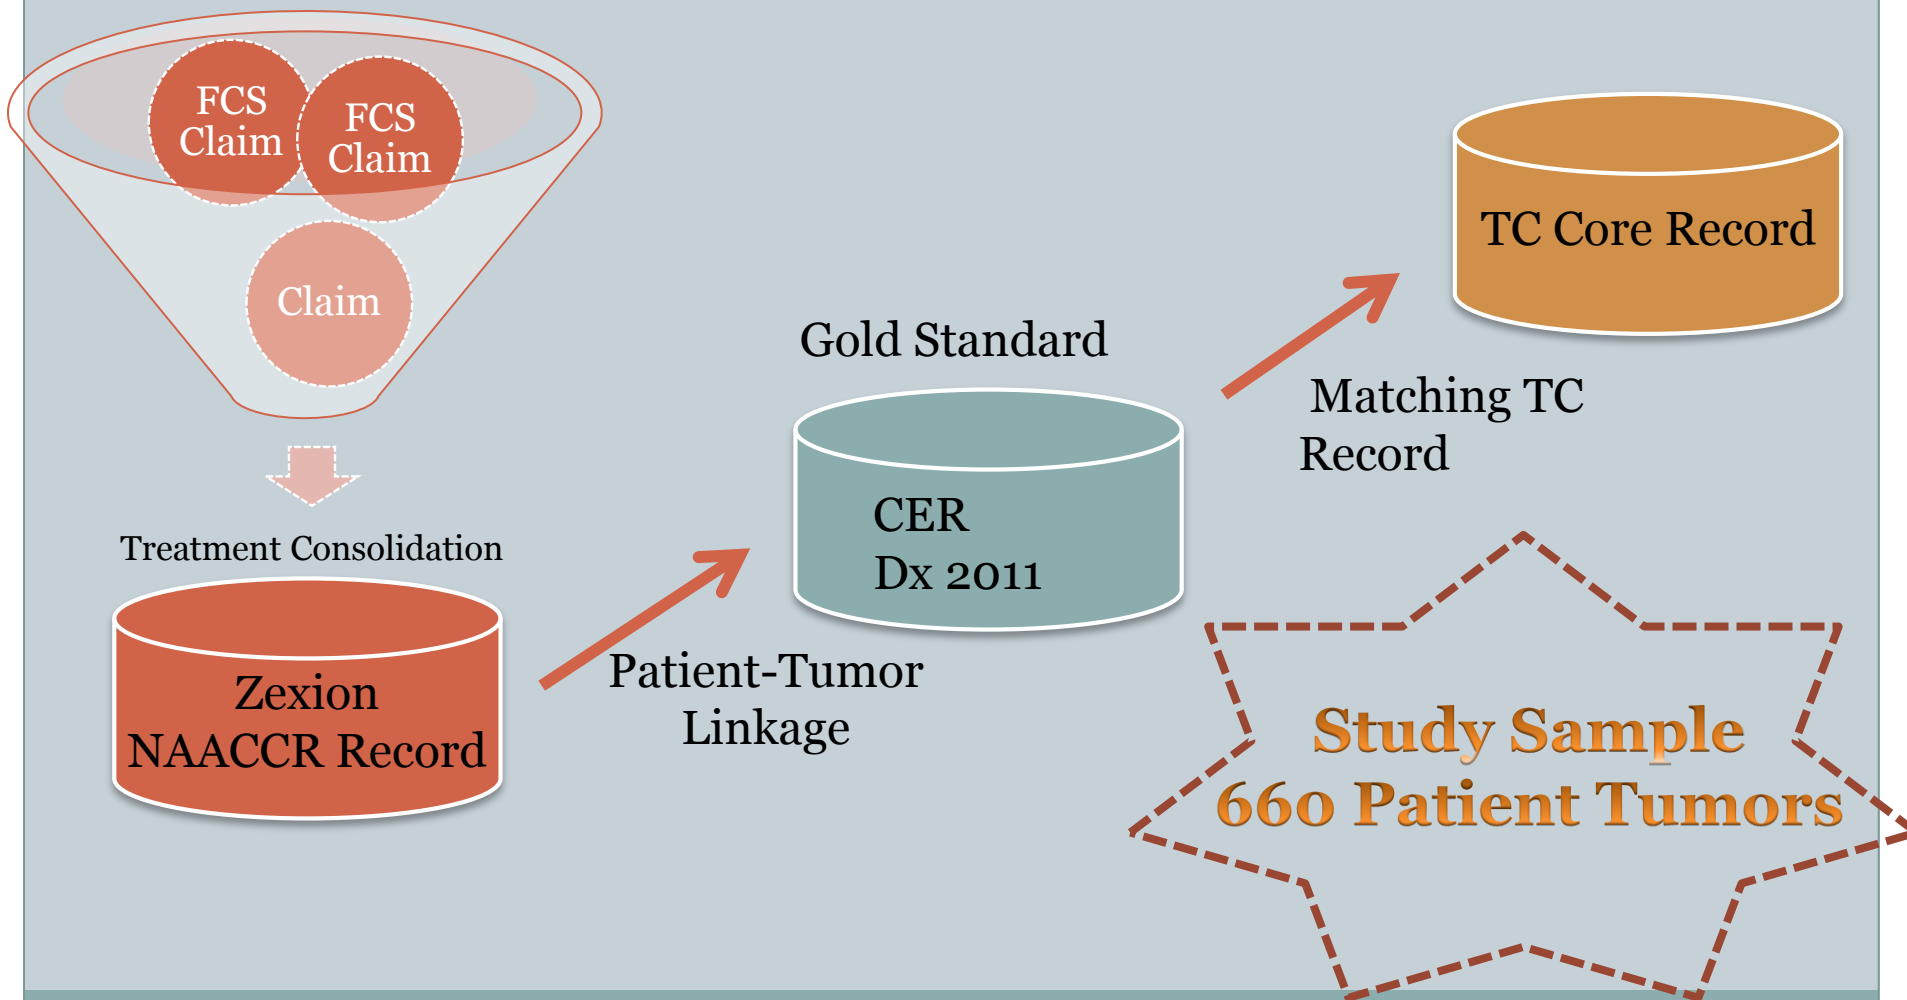 FCS
Claim
FCS
Claim
Claim
Treatment Consolidation
Zexion
NAACCR Record
Patient-Tumor
Linkage
Gold Standard
CER
Dx 2011
Matching TC
Record
TC Core Record
Study Sample
660 Patient Tumors